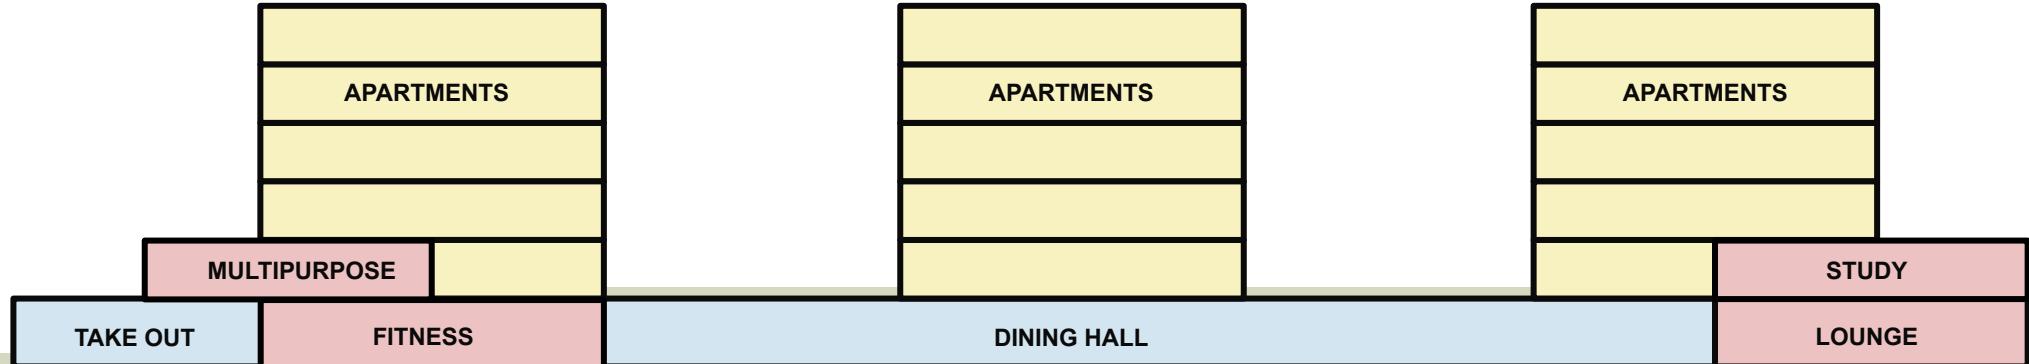 APARTMENTS
APARTMENTS
APARTMENTS
MULTIPURPOSE
STUDY
TAKE OUT
FITNESS
DINING HALL
LOUNGE